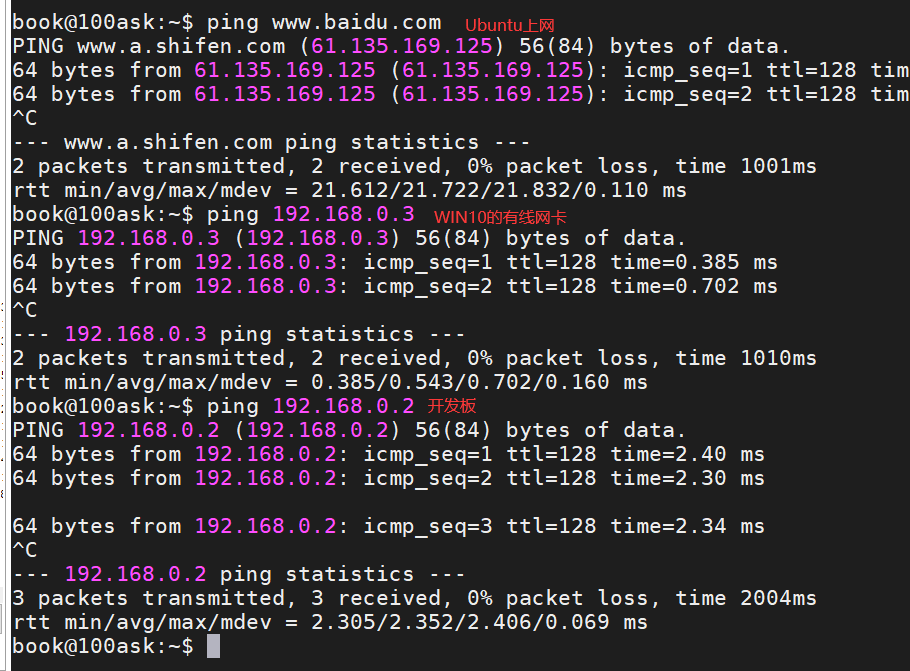 book@100ask:~$ ping www.baidu.com Ubuntu上网
PING www.a.shifen.com (61.135.169.125) 56(84) bytes of data.
64 bytes from 61.135.169.125 (61.135.169.125): icmp_seq=1 ttl=128 tim
64 bytes from 61.135.169.125 (61.135.169.125): icmp_seq=2 ttl=128 tim
^C
--- www.a.shifen.com ping statistics ---
2 packets transmitted, 2 received, 0% packet loss, time 1001ms
rtt min/avg/max/mdev = 21.612/21.722/21.832/0.110 ms
book@100ask:~$ ping 192.168.0.3 WIN10的有线网卡
PING 192.168.0.3 (192.168.0.3) 56(84) bytes of data.
64 bytes from 192.168.0.3: icmp_seq=1 ttl=128 time=0.385 ms
64 bytes from 192.168.0.3: icmp_seq=2 ttl=128 time=0.702 ms
^C
--- 192.168.0.3 ping statistics ---
2 packets transmitted, 2 received, 0% packet loss, time 1010ms
rtt min/avg/max/mdev = 0.385/0.543/0.702/0.160 ms
book@100ask:~$ ping 192.168.0.2 开发板
PING 192.168.0.2 (192.168.0.2) 56(84) bytes of data.
64 bytes from 192.168.0.2: icmp_seq=1 ttl=128 time=2.40 ms
64 bytes from 192.168.0.2: icmp_seq=2 ttl=128 time=2.30 ms
64 bytes from 192.168.0.2: icmp_seq=3 ttl=128 time=2.34 ms
^C
--- 192.168.0.2 ping statistics ---
3 packets transmitted, 3 received, 0% packet loss, time 2004ms
rtt min/avg/max/mdev = 2.305/2.352/2.406/0.069 ms
book@100ask:~$